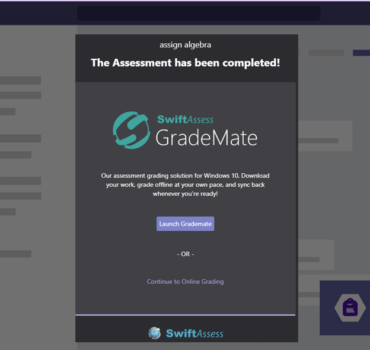 assign algebra
The Assessment has been completed!
SwiftAssess
GradeMate
Our assessment grading solution for Windows 10. Download
your work, grade offline at your own pace, and sync back
whenever you're ready!
Launch Grademate
- OR -
Continue to Online Grading
SwiftAssess